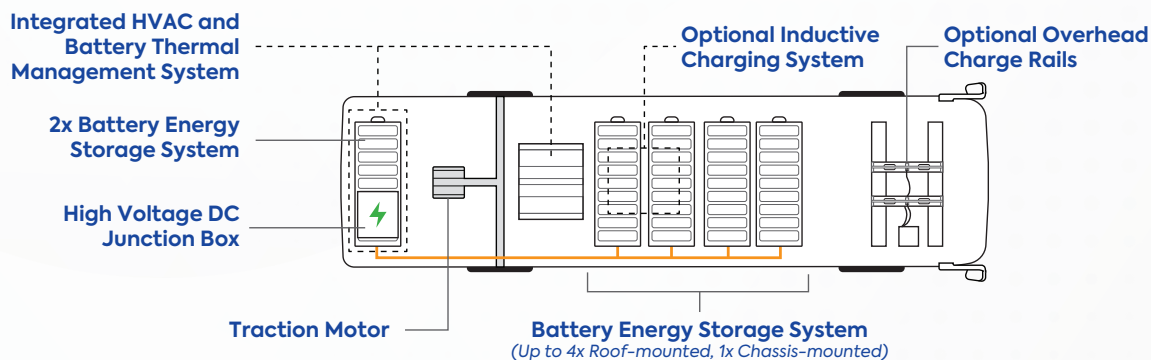 Integrated HVAC and
Battery Thermal
Management System
Optional Inductive
Charging System
Optional Overhead
Charge Rails
2x Battery Energy
Storage System
High Voltage DC
Junction Box
Traction Motor
Battery Energy Storage System
(Up to 4x Roof-mounted, 1x Chassis-mounted)